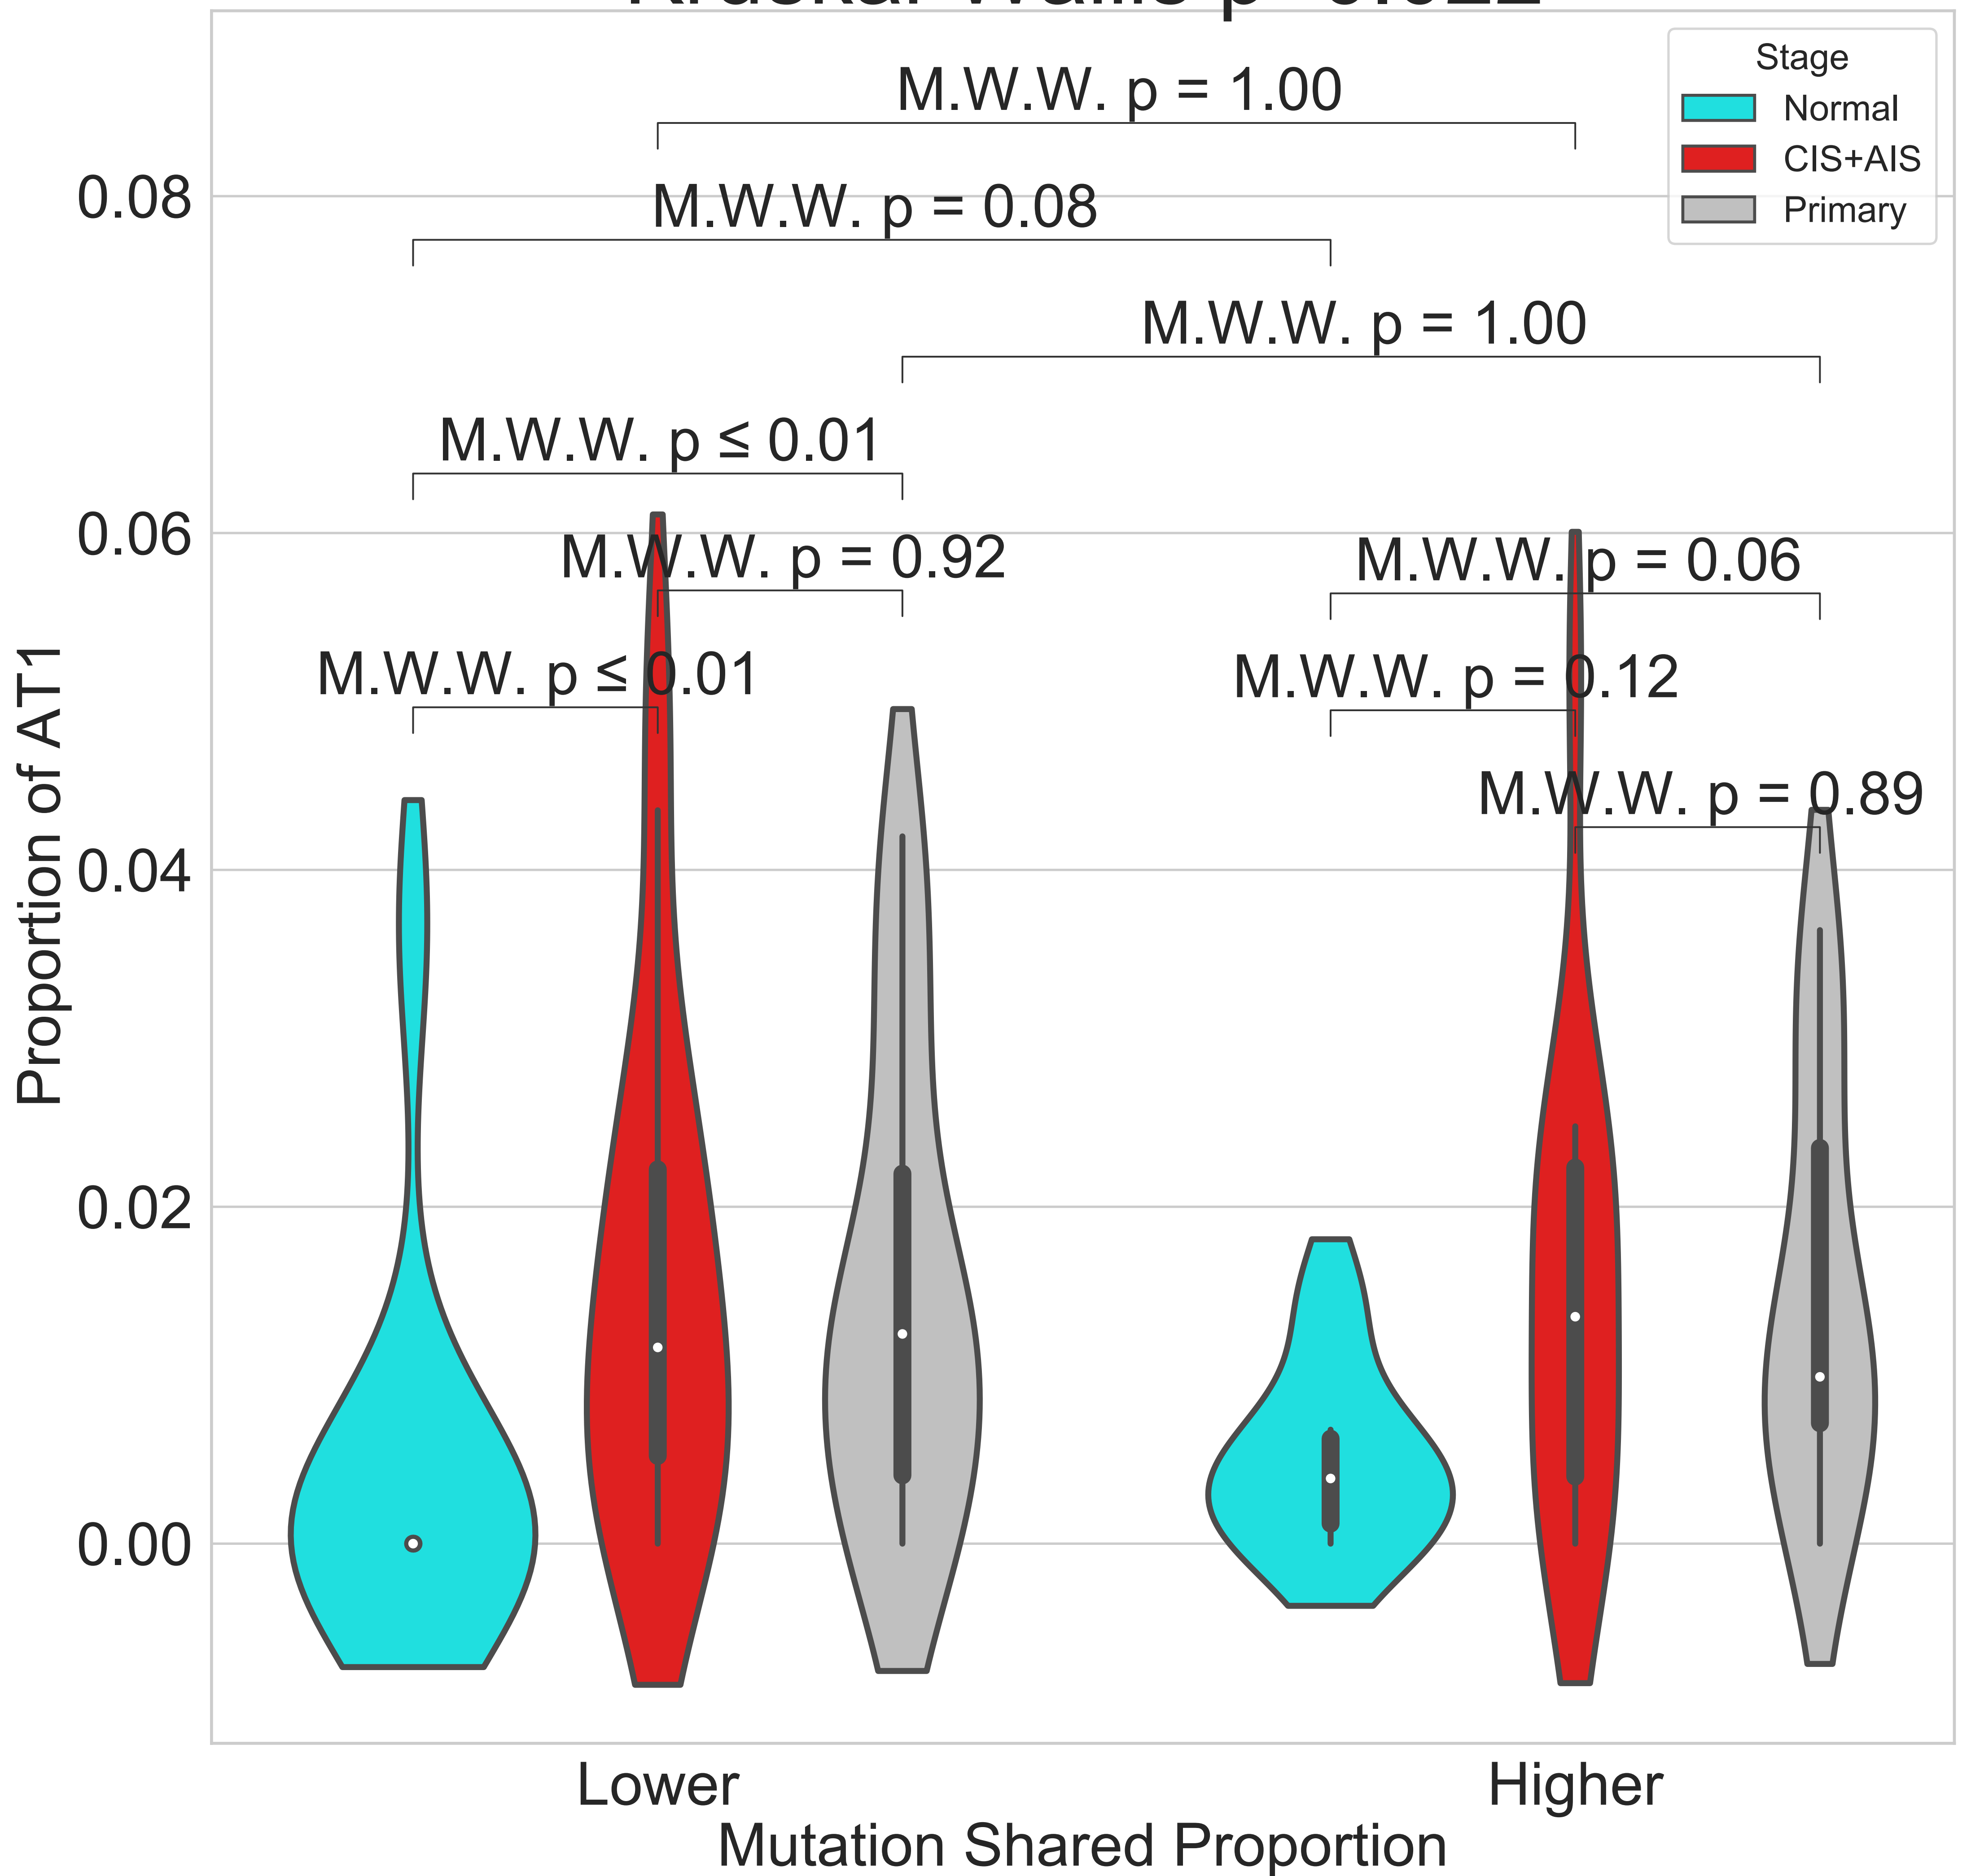 M.W.W. p = 1.00
Stage
Normal
CIS+AIS
Primary
M.W.W. p = 0.08
M.W.W. p = 1.00
M.W.W. p ≤ 0.01
M.W.W. p = 0.92
M.W.W. p = 0.06
M.W.W. p ≤ 0.01
M.W.W. p = 0.12
M.W.W. p = 0.89
Proportion of AT1
0.08
0.06
0.04
0.02
0.00
Lower
Higher
Mutation Shared Proportion